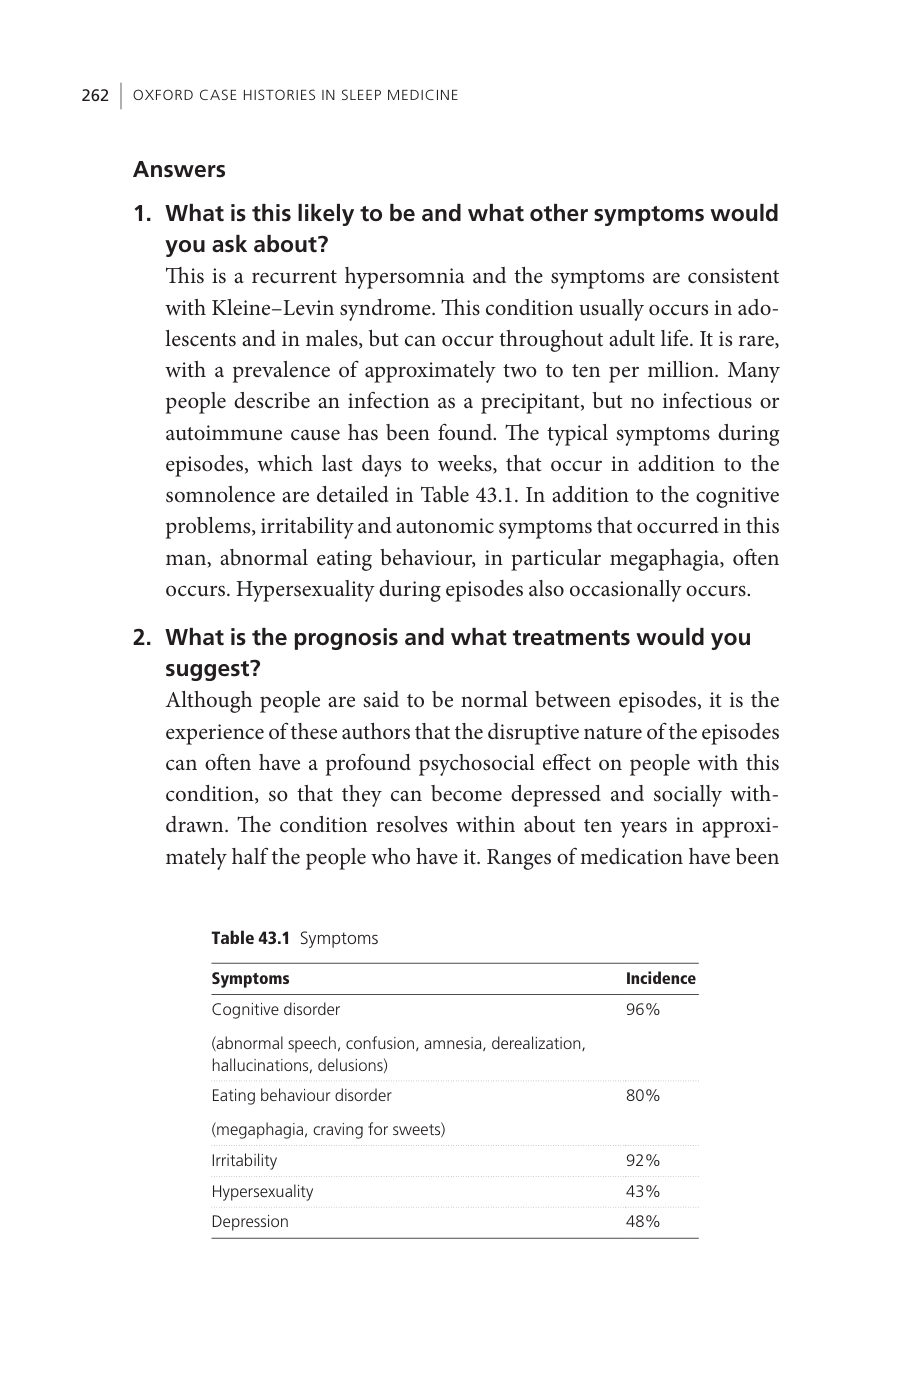 262 OXFORD CASE HISTORIES IN SLEEP MEDICINE
Answers
1. What is this likely to be and what other symptoms would
you ask about?
This is a recurrent hypersomnia and the symptoms are consistent
with Kleine–Levin syndrome. This condition usually occurs in ado-
lescents and in males, but can occur throughout adult life. It is rare,
with a prevalence of approximately two to ten per million. Many
people describe an infection as a precipitant, but no infectious or
autoimmune cause has been found. The typical symptoms during
episodes, which last days to weeks, that occur in addition to the
somnolence are detailed in Table 43.1. In addition to the cognitive
problems, irritability and autonomic symptoms that occurred in this
man, abnormal eating behaviour, in particular megaphagia, often
occurs. Hypersexuality during episodes also occasionally occurs.
2. What is the prognosis and what treatments would you
suggest?
Although people are said to be normal between episodes, it is the
experience of these authors that the disruptive nature of the episodes
can often have a profound psychosocial effect on people with this
condition, so that they can become depressed and socially with-
drawn. The condition resolves within about ten years in approxi-
mately half the people who have it. Ranges of medication have been
Table 43.1 Symptoms
Symptoms Incidence
Cognitive disorder 96%
(abnormal speech, confusion, amnesia, derealization,
hallucinations, delusions)
Eating behaviour disorder 80%
(megaphagia, craving for sweets)
Irritability 92%
Hypersexuality 43%
Depression 48%